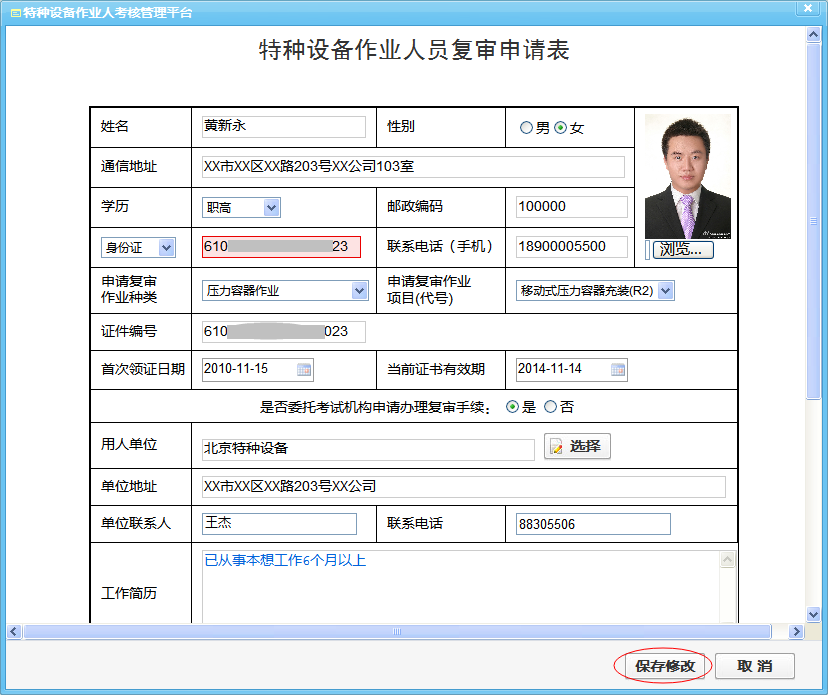 特种设备作业人考核管理平台
特种设备作业人员复审申请表
姓名 黄新永 性别 男 女
通信地址 XX市XX区XX路203号XX公司103室
学历 职高 邮政编码 100000
身份证 610 23 联系电话（手机） 18900005500 浏览...
申请复审
作业种类 压力容器作业 申请复审作业
项目(代号) 移动式压力容器充装(R2)
证件编号 610 023
首次领证日期 2010-11-15 当前证书有效期 2014-11-14
是否委托考试机构申请办理复审手续： 是 否
用人单位 北京特种设备 选择
单位地址 XX市XX区XX路203号XX公司
单位联系人 王杰 联系电话 88305506
工作简历 已从事本想工作6个月以上
保存修改 取 消